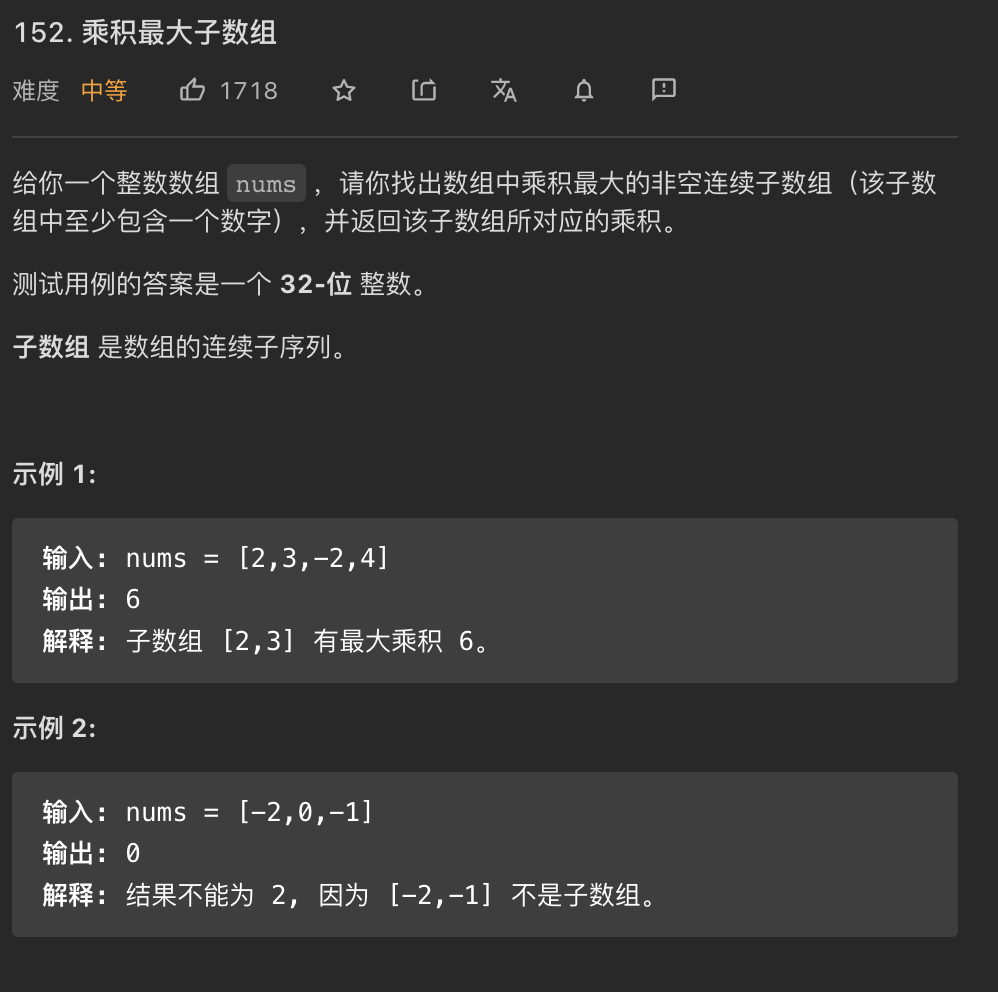 152. 乘积最大子数组
难度 中等 1718
给你一个整数数组 nums ，请你找出数组中乘积最大的非空连续子数组（该子数
组中至少包含一个数字），并返回该子数组所对应的乘积。
测试用例的答案是一个 32-位 整数。
子数组 是数组的连续子序列。
示例 1:
输入: nums = [2,3,-2,4]
输出: 6
解释: 子数组 [2,3] 有最大乘积 6。
示例 2:
输入: nums = [-2,0,-1]
输出: 0
解释: 结果不能为 2, 因为 [-2,-1] 不是子数组。